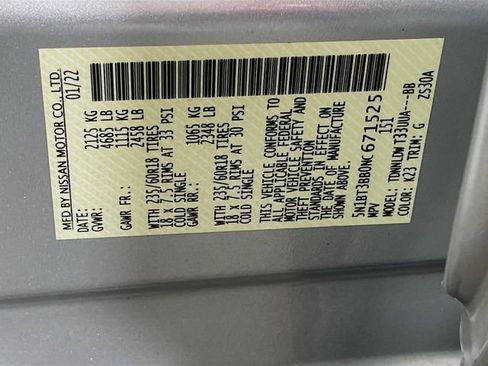 MFD BY NISSAN MOTOR CO., LTD.
DATE: 01/22
GVWR: 2125 KG
4685 LB
GAWR FR: 1115 KG
2458 LB
WITH 235/60R18 TIRES
18 X 7.5 RIMS AT 33 PSI
COLD SINGLE
GAWR RR: 1065 KG
2348 LB
WITH 235/60R18 TIRES
18 X 7.5 RIMS AT 30 PSI
COLD SINGLE
THIS VEHICLE CONFORMS TO
ALL APPLICABLE FEDERAL
MOTOR VEHICLE SAFETY AND
THEFT PREVENTION
STANDARDS IN EFFECT ON
THE DATE OF MANUFACTURE
SHOWN ABOVE.
5N1BT3BB0NC671525
MPV 151
MODEL: TDNNLDW T33UUA----BB
COLOR: K23 TRIM: G ZS30A